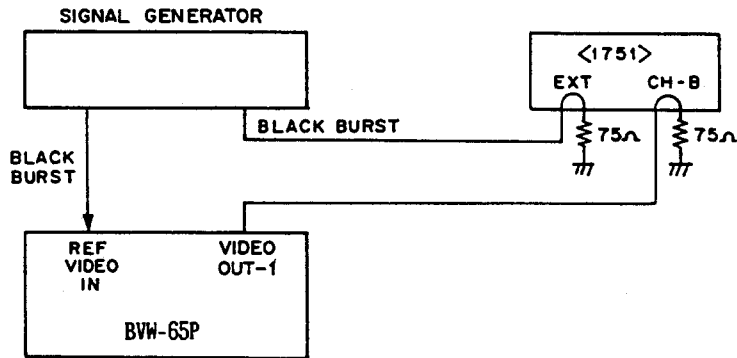 SIGNAL GENERATOR
<1751>
EXT CH-B
BLACK BURST
75Ω 75Ω
BLACK
BURST
REF
VIDEO
IN
VIDEO
OUT-1
BVW-65P